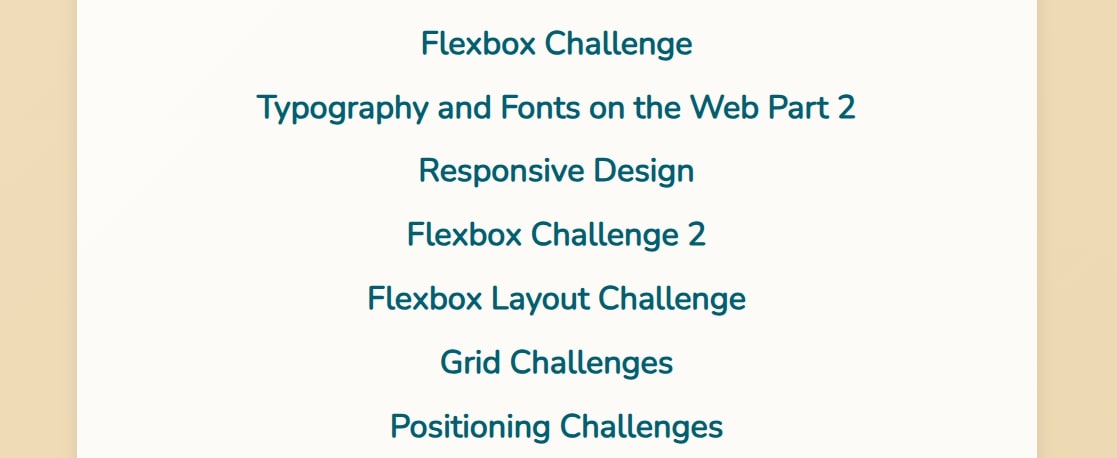 Flexbox Challenge
Typography and Fonts on the Web Part 2
Responsive Design
Flexbox Challenge 2
Flexbox Layout Challenge
Grid Challenges
Positioning Challenges